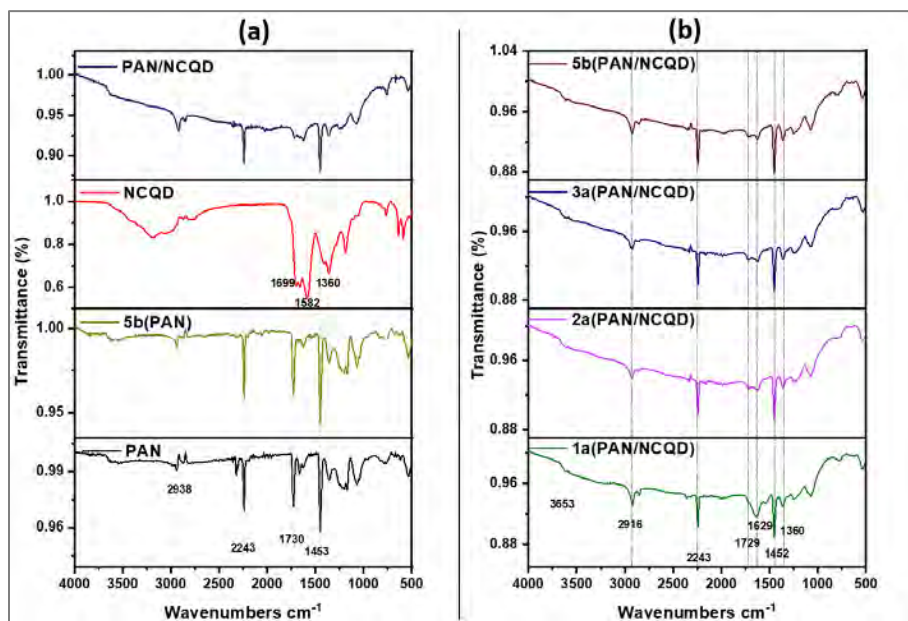 (a)
PAN/NCQD
1.00
0.95
0.90
NCQD
1.0
0.8
0.6
1699
1582
1360
5b(PAN)
1.00
0.95
PAN
0.99
0.96
2938
2243
1730
1453
Transmittance (%)
4000 3500 3000 2500 2000 1500 1000 500
Wavenumbers cm⁻¹
(b)
5b(PAN/NCQD)
1.04
0.96
0.88
3a(PAN/NCQD)
0.96
0.88
2a(PAN/NCQD)
0.96
0.88
1a(PAN/NCQD)
0.96
0.88
3653
2916
2243
1729
1629
1452
1360
Transmittance (%)
4000 3500 3000 2500 2000 1500 1000 500
Wavenumbers cm⁻¹